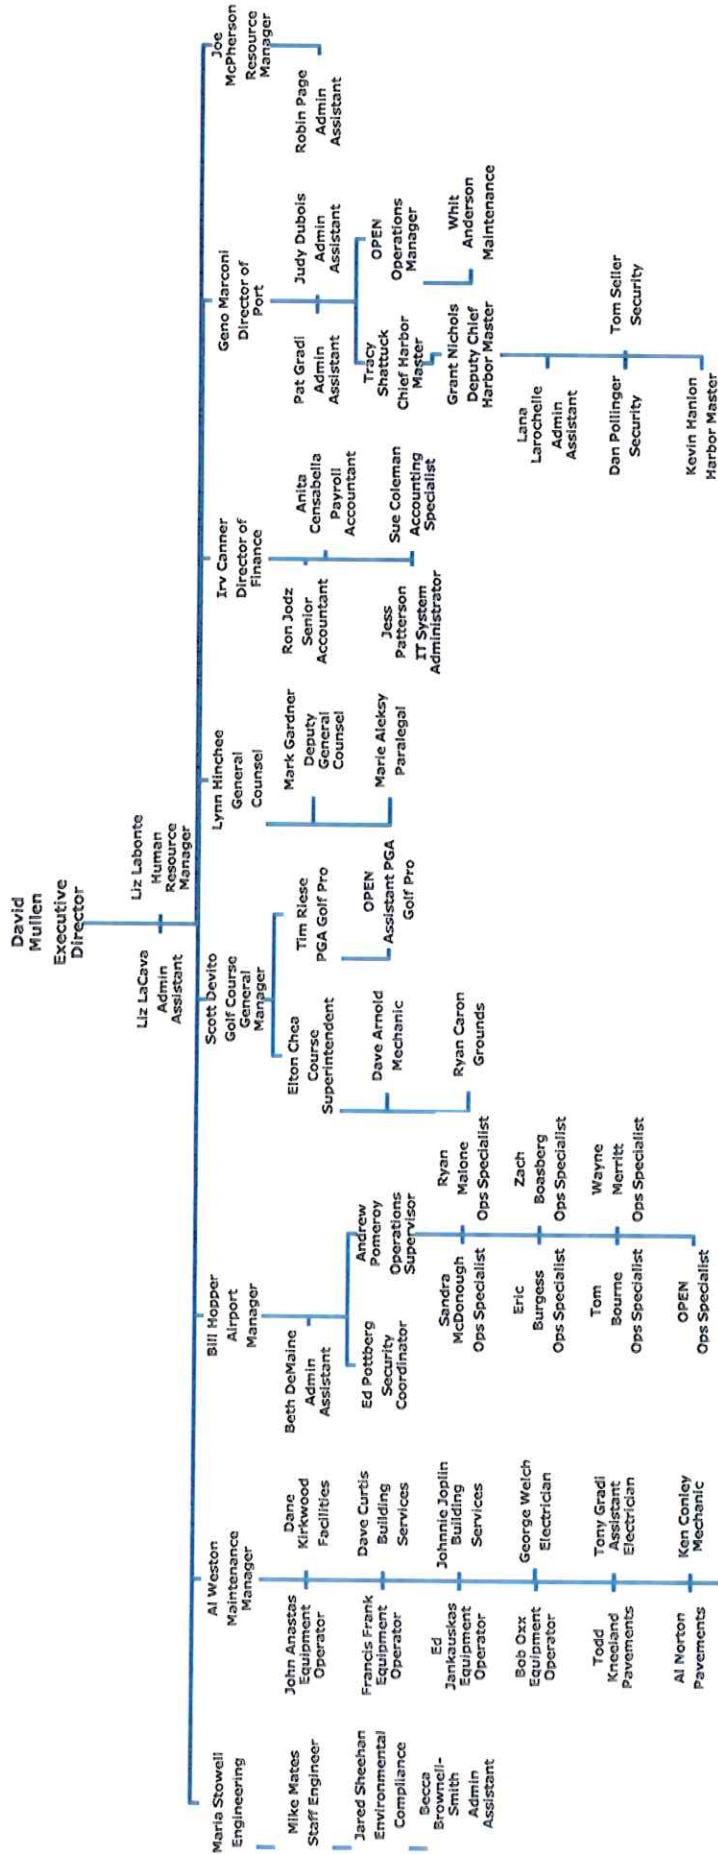 David
Mullen
Executive
Director
Liz LaCava
Admin
Assistant
Liz Labonte
Human
Resource
Manager
Maria Stowell
Engineering
Mike Mates
Staff Engineer
Jared Sheehan
Environmental
Compliance
Becca
Brownell-
Smith
Admin
Assistant
Al Weston
Maintenance
Manager
John Anastas
Equipment
Operator
Dane
Kirkwood
Facilities
Francis Frank
Equipment
Operator
Dave Curtis
Building
Services
Ed
Jankauskas
Equipment
Operator
Johnnie Joplin
Building
Services
Bob Oxx
Equipment
Operator
George Welch
Electrician
Todd
Kneeland
Pavements
Tony Gradi
Assistant
Electrician
Al Norton
Pavements
Ken Conley
Mechanic
Bill Hopper
Airport
Manager
Beth DeMaine
Admin
Assistant
Ed Pottberg
Security
Coordinator
Andrew
Pomeroy
Operations
Supervisor
Sandra
McDonough
Ops Specialist
Ryan
Malone
Ops Specialist
Eric
Burgess
Ops Specialist
Zach
Boasberg
Ops Specialist
Tom
Bourne
Ops Specialist
Wayne
Merritt
Ops Specialist
OPEN
Ops Specialist
Scott Devito
Golf Course
General
Manager
Elton Chea
Course
Superintendent
Dave Arnold
Mechanic
Ryan Caron
Grounds
Tim Riese
PGA Golf Pro
OPEN
Assistant PGA
Golf Pro
Lynn Hinchee
General
Counsel
Mark Gardner
Deputy
General
Counsel
Marie Aleksy
Paralegal
Irv Canner
Director of
Finance
Ron Jodz
Senior
Accountant
Anita
Censabella
Payroll
Accountant
Jess
Patterson
IT System
Administrator
Sue Coleman
Accounting
Specialist
Geno Marconi
Director of
Port
Pat Gradi
Admin
Assistant
Judy Dubois
Admin
Assistant
Tracy
Shattuck
Chief Harbor
Master
OPEN
Operations
Manager
Grant Nichols
Deputy Chief
Harbor Master
Whit
Anderson
Maintenance
Lana
Larochelle
Admin
Assistant
Dan Pollinger
Security
Tom Seller
Security
Kevin Hanlon
Harbor Master
Joe
McPherson
Resource
Manager
Robin Page
Admin
Assistant